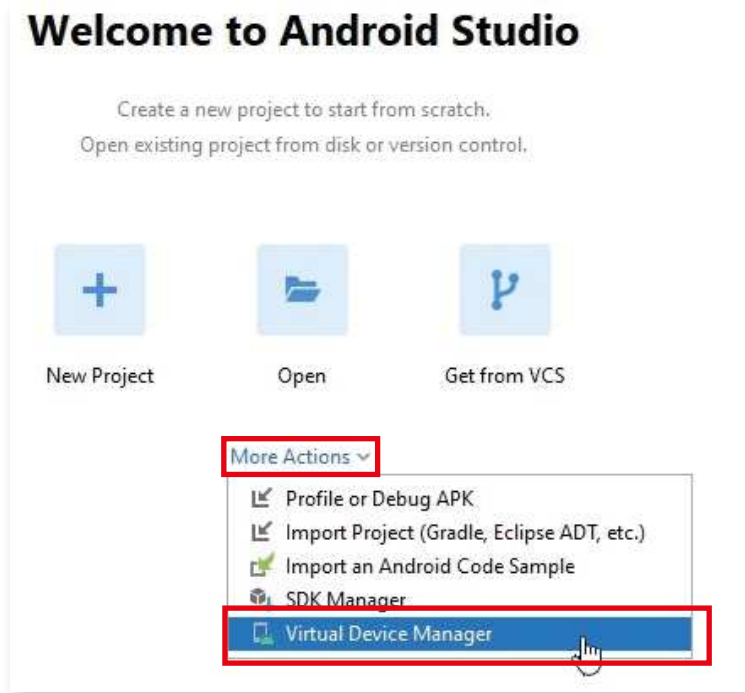 Welcome to Android Studio
Create a new project to start from scratch.
Open existing project from disk or version control.
New Project Open Get from VCS
More Actions
Profile or Debug APK
Import Project (Gradle, Eclipse ADT, etc.)
Import an Android Code Sample
SDK Manager
Virtual Device Manager